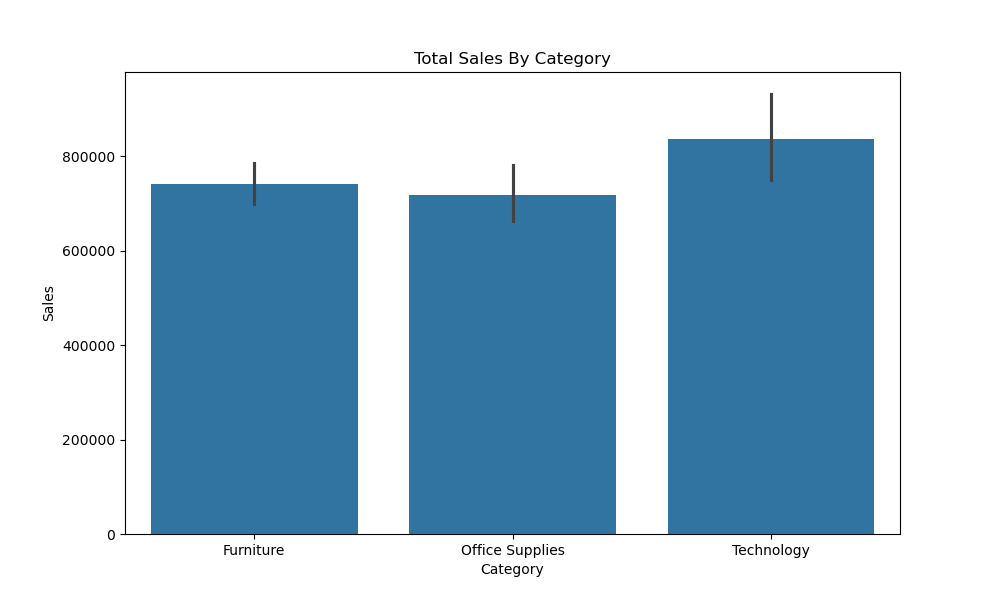 Total Sales By Category
800000
600000
400000
200000
0
Sales
Furniture Office Supplies Technology
Category